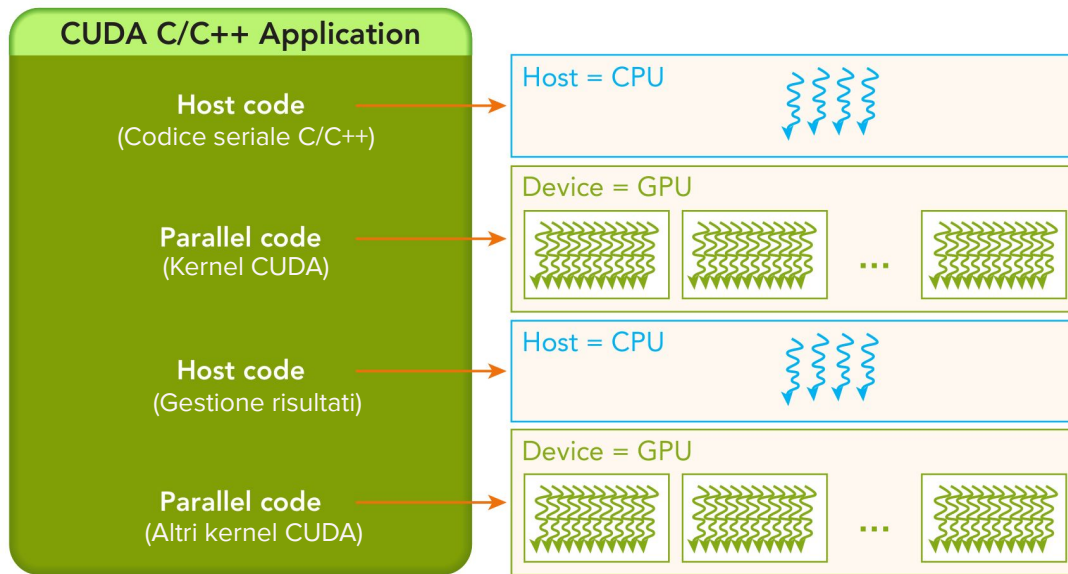 CUDA C/C++ Application
Host code
(Codice seriale C/C++)
Host = CPU
Parallel code
(Kernel CUDA)
Device = GPU
...
Host code
(Gestione risultati)
Host = CPU
Parallel code
(Altri kernel CUDA)
Device = GPU
...